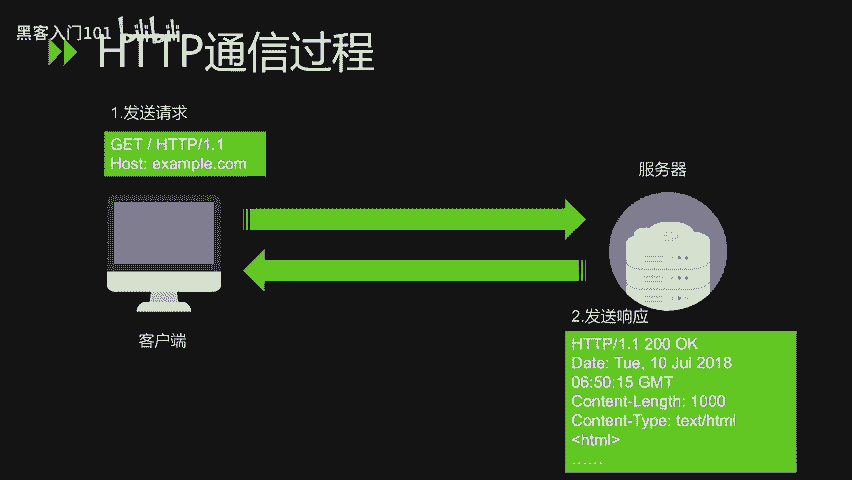 黑客入门101
HTTP通信过程
1.发送请求
GET / HTTP/1.1
Host: example.com
服务器
客户端
2.发送响应
HTTP/1.1 200 OK
Date: Tue, 10 Jul 2018
06:50:15 GMT
Content-Length: 1000
Content-Type: text/html
<html>
……